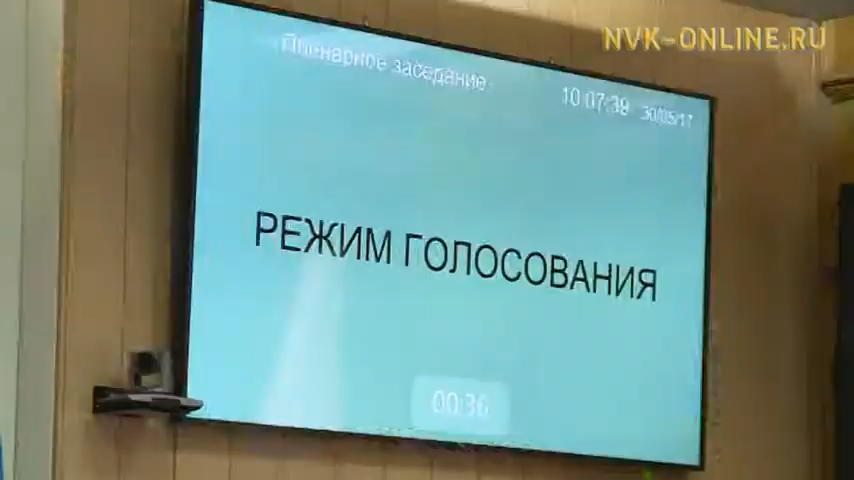 NVK-ONLINE.RU
Пленарное заседание
10:07:39 30/05/17
РЕЖИМ ГОЛОСОВАНИЯ
00:36